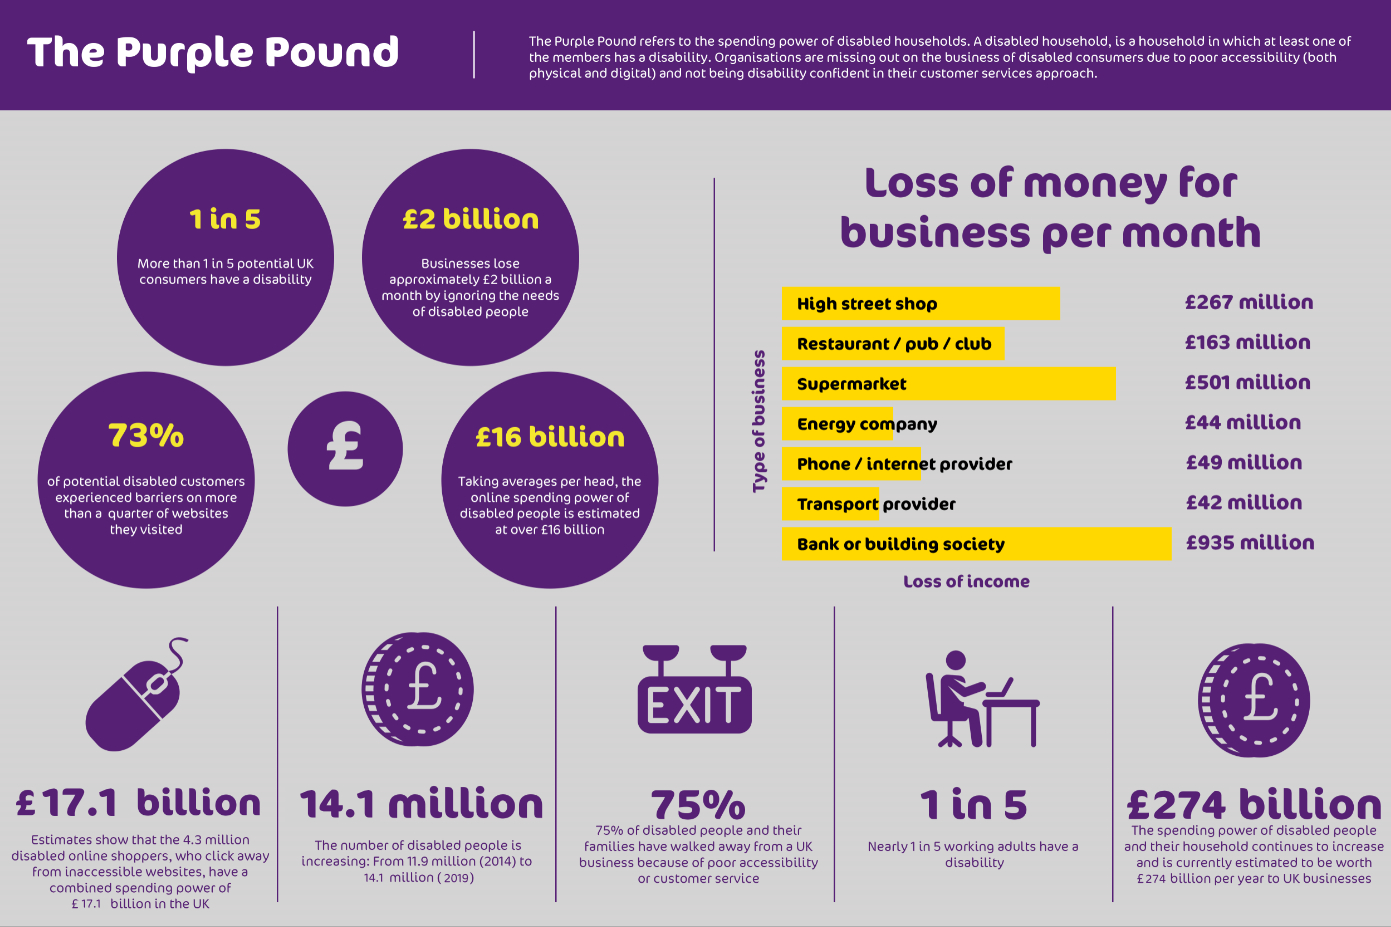 The Purple Pound
The Purple Pound refers to the spending power of disabled households. A disabled household, is a household in which at least one of
the members has a disability. Organisations are missing out on the business of disabled consumers due to poor accessibility (both
physical and digital) and not being disability confident in their customer services approach.
1 in 5
More than 1 in 5 potential UK
consumers have a disability
£2 billion
Businesses lose
approximately £2 billion a
month by ignoring the needs
of disabled people
73%
of potential disabled customers
experienced barriers on more
than a quarter of websites
they visited
£
£16 billion
Taking averages per head, the
online spending power of
disabled people is estimated
at over £16 billion
Loss of money for
business per month
Type of business
High street shop £267 million
Restaurant / pub / club £163 million
Supermarket £501 million
Energy company £44 million
Phone / internet provider £49 million
Transport provider £42 million
Bank or building society £935 million
Loss of income
£17.1 billion
Estimates show that the 4.3 million
disabled online shoppers, who click away
from inaccessible websites, have a
combined spending power of
£ 17.1 billion in the UK
£
14.1 million
The number of disabled people is
increasing: From 11.9 million (2014) to
14.1 million ( 2019)
EXIT
75%
75% of disabled people and their
families have walked away from a UK
business because of poor accessibility
or customer service
1 in 5
Nearly 1 in 5 working adults have a
disability
£
£274 billion
The spending power of disabled people
and their household continues to increase
and is currently estimated to be worth
£274 billion per year to UK businesses